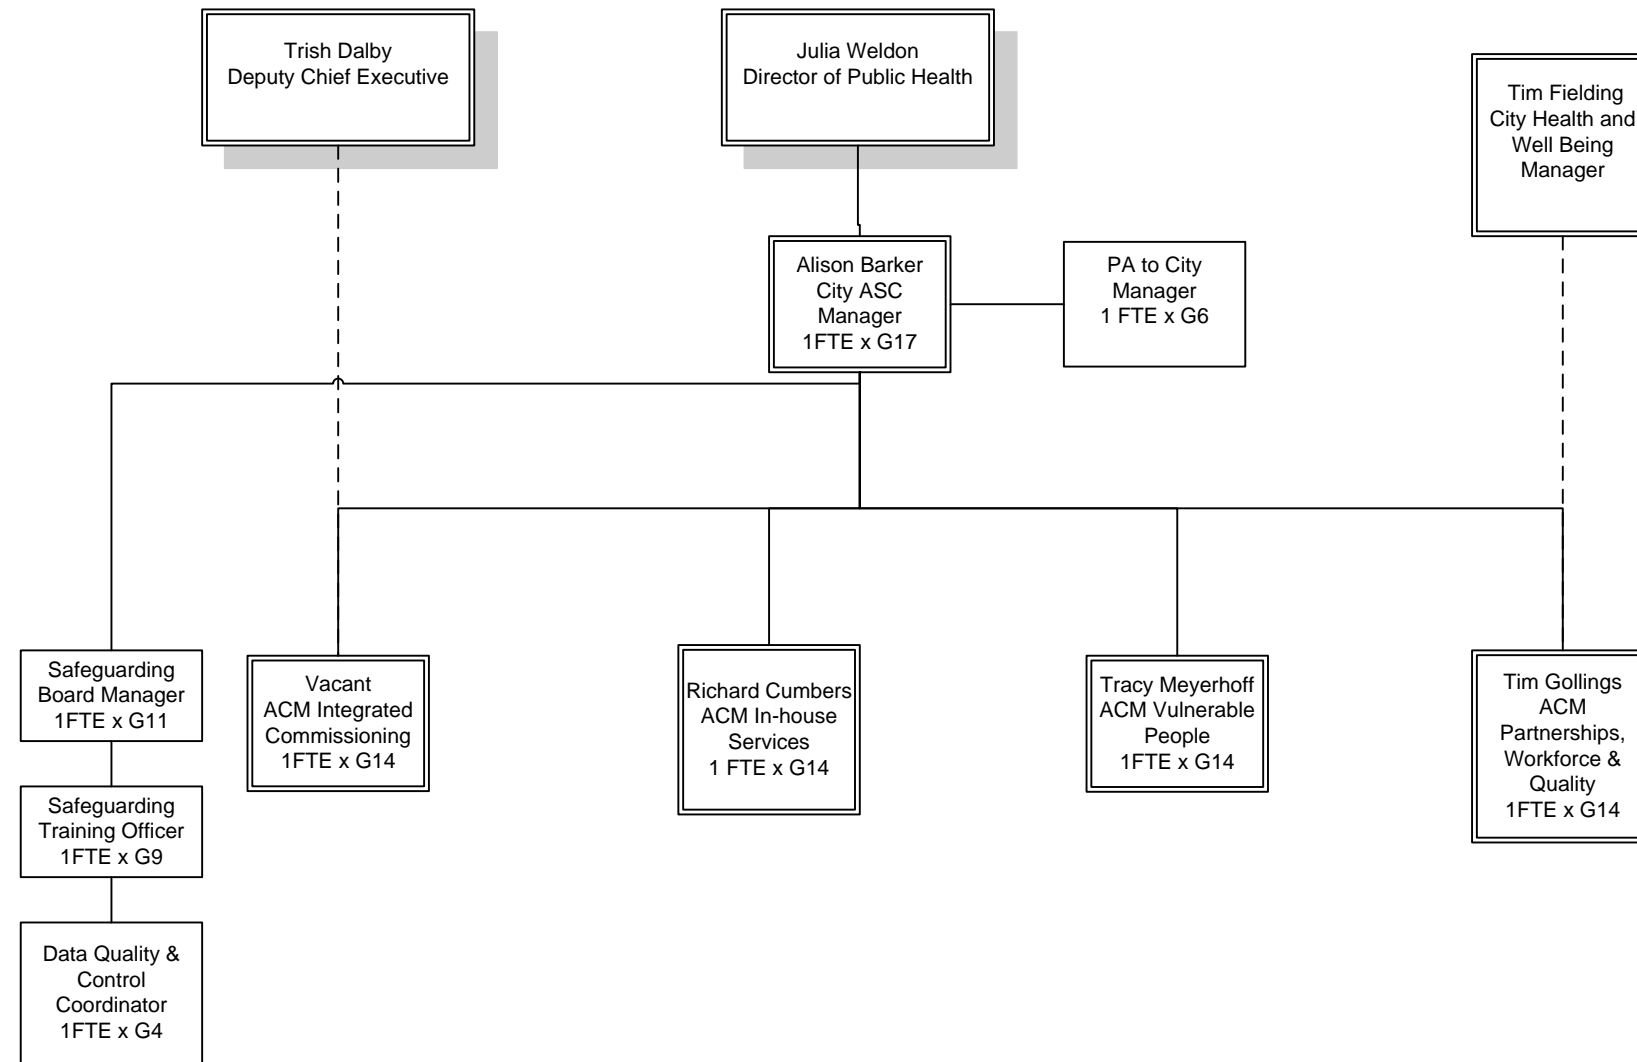 Trish Dalby
Deputy Chief Executive
Julia Weldon
Director of Public Health
Tim Fielding
City Health and
Well Being
Manager
Alison Barker
City ASC
Manager
1FTE x G17
PA to City
Manager
1 FTE x G6
Safeguarding
Board Manager
1FTE x G11
Vacant
ACM Integrated
Commissioning
1FTE x G14
Richard Cumbers
ACM In-house
Services
1 FTE x G14
Tracy Meyerhoff
ACM Vulnerable
People
1FTE x G14
Tim Gollings
ACM
Partnerships,
Workforce &
Quality
1FTE x G14
Safeguarding
Training Officer
1FTE x G9
Data Quality &
Control
Coordinator
1FTE x G4